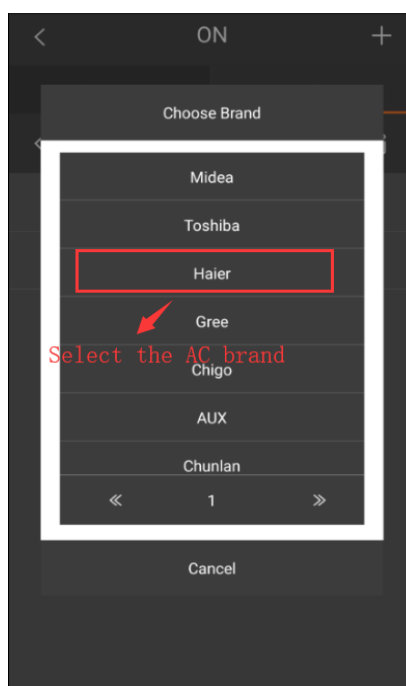 ON
Choose Brand
Midea
Toshiba
Haier
Gree
Select the AC brand
Chigo
AUX
Chunlan
1
Cancel